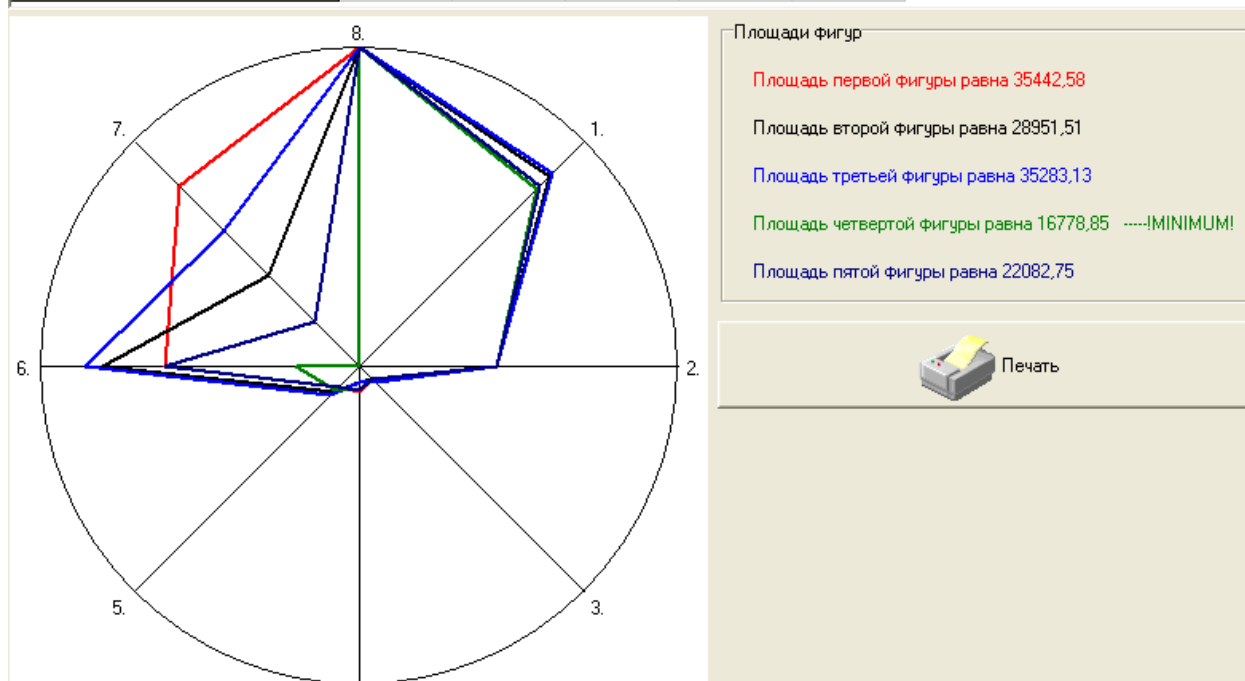 8.
7.
1.
6.
2.
5.
3.
Площади фигур
Площадь первой фигуры равна 35442,58
Площадь второй фигуры равна 28951,51
Площадь третьей фигуры равна 35283,13
Площадь четвертой фигуры равна 16778,85 -----!MINIMUM!
Площадь пятой фигуры равна 22082,75
Печать